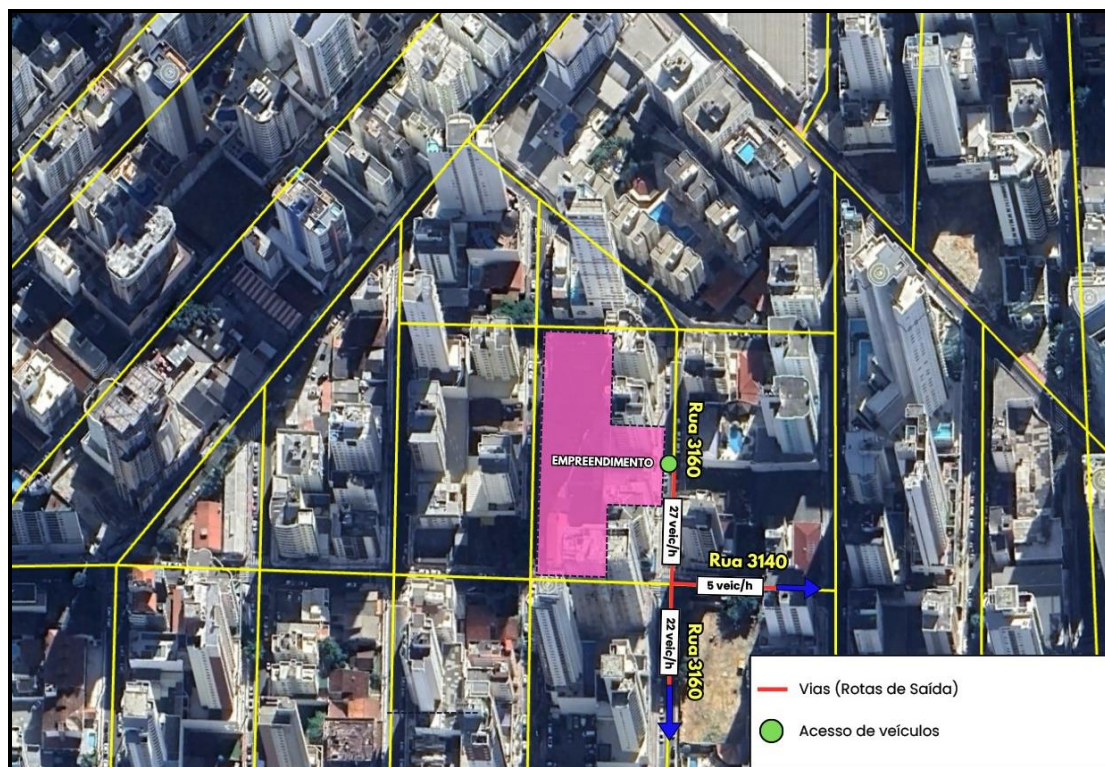 Rua 3160
EMPREENDIMENTO
27 veic/h
Rua 3140
5 veic/h
22 veic/h
Rua 3160
Vias (Rotas de Saída)
Acesso de veículos